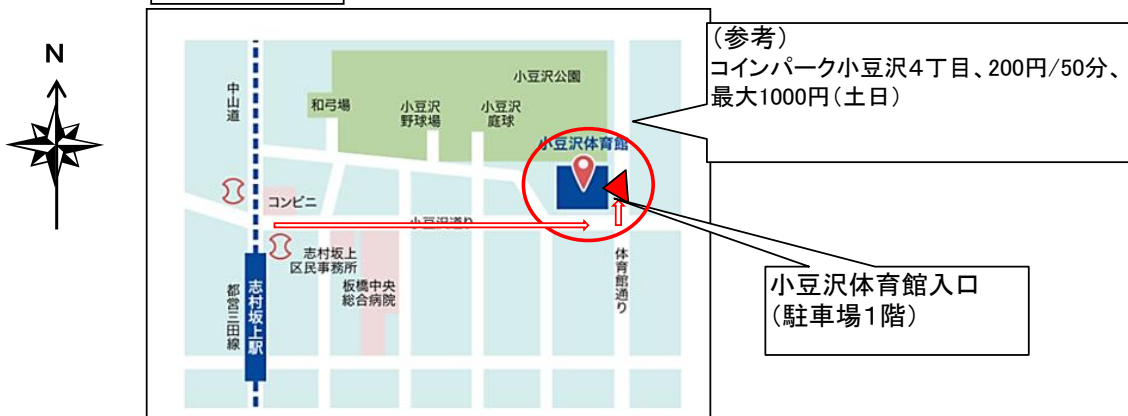 N
(参考)
コインパーク小豆沢4丁目、200円/50分、
最大1000円(土日)
小豆沢公園
中山道
和弓場
小豆沢
野球場
小豆沢
庭球
小豆沢体育館
コンビニ
小豆沢通り
志村坂上
区民事務所
板橋中央
総合病院
体育館通り
都営三田線
志村坂上駅
小豆沢体育館入口
(駐車場1階)